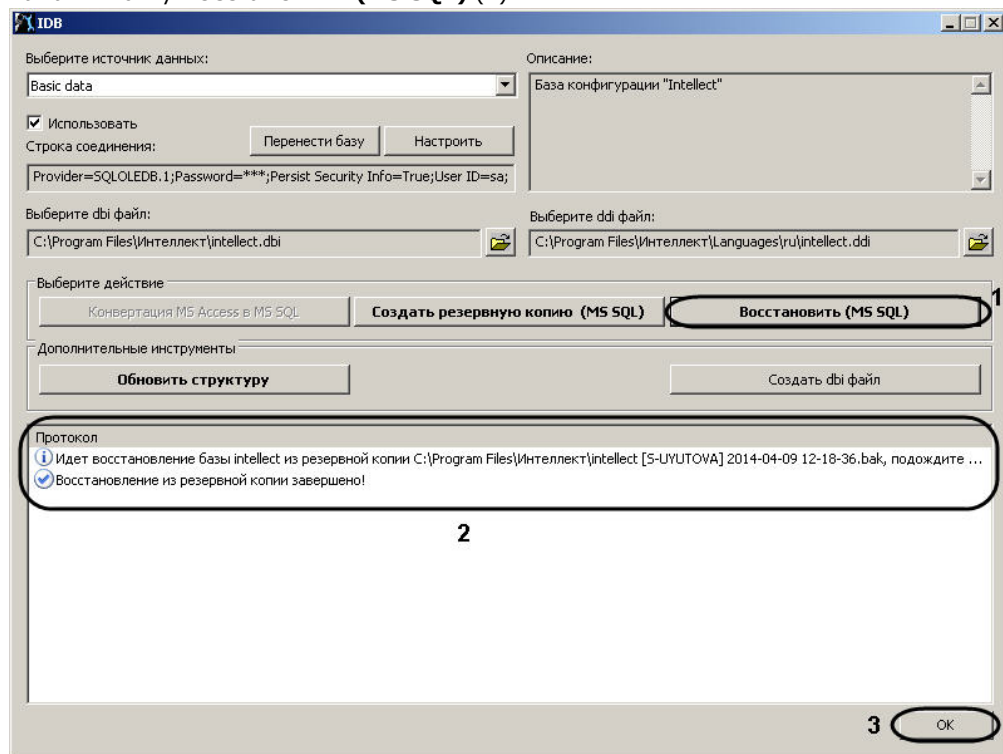 IDB
Выберите источник данных:
Описание:
Basic data
База конфигурации "Intellect"
Использовать
Строка соединения:
Перенести базу
Настроить
Provider=SQLOLEDB.1;Password=***;Persist Security Info=True;User ID=sa;
Выберите dbi файл:
Выберите ddi файл:
C:\Program Files\Интеллект\intellect.dbi
C:\Program Files\Интеллект\Languages\ru\intellect.ddi
Выберите действие
1
Конвертация MS Access в MS SQL
Создать резервную копию (MS SQL)
Восстановить (MS SQL)
Дополнительные инструменты
Обновить структуру
Создать dbi файл
Протокол
Идет восстановление базы intellect из резервной копии C:\Program Files\Интеллект\intellect [S-UYUTOVA] 2014-04-09 12-18-36.bak, подождите ...
Восстановление из резервной копии завершено!
2
3
OK